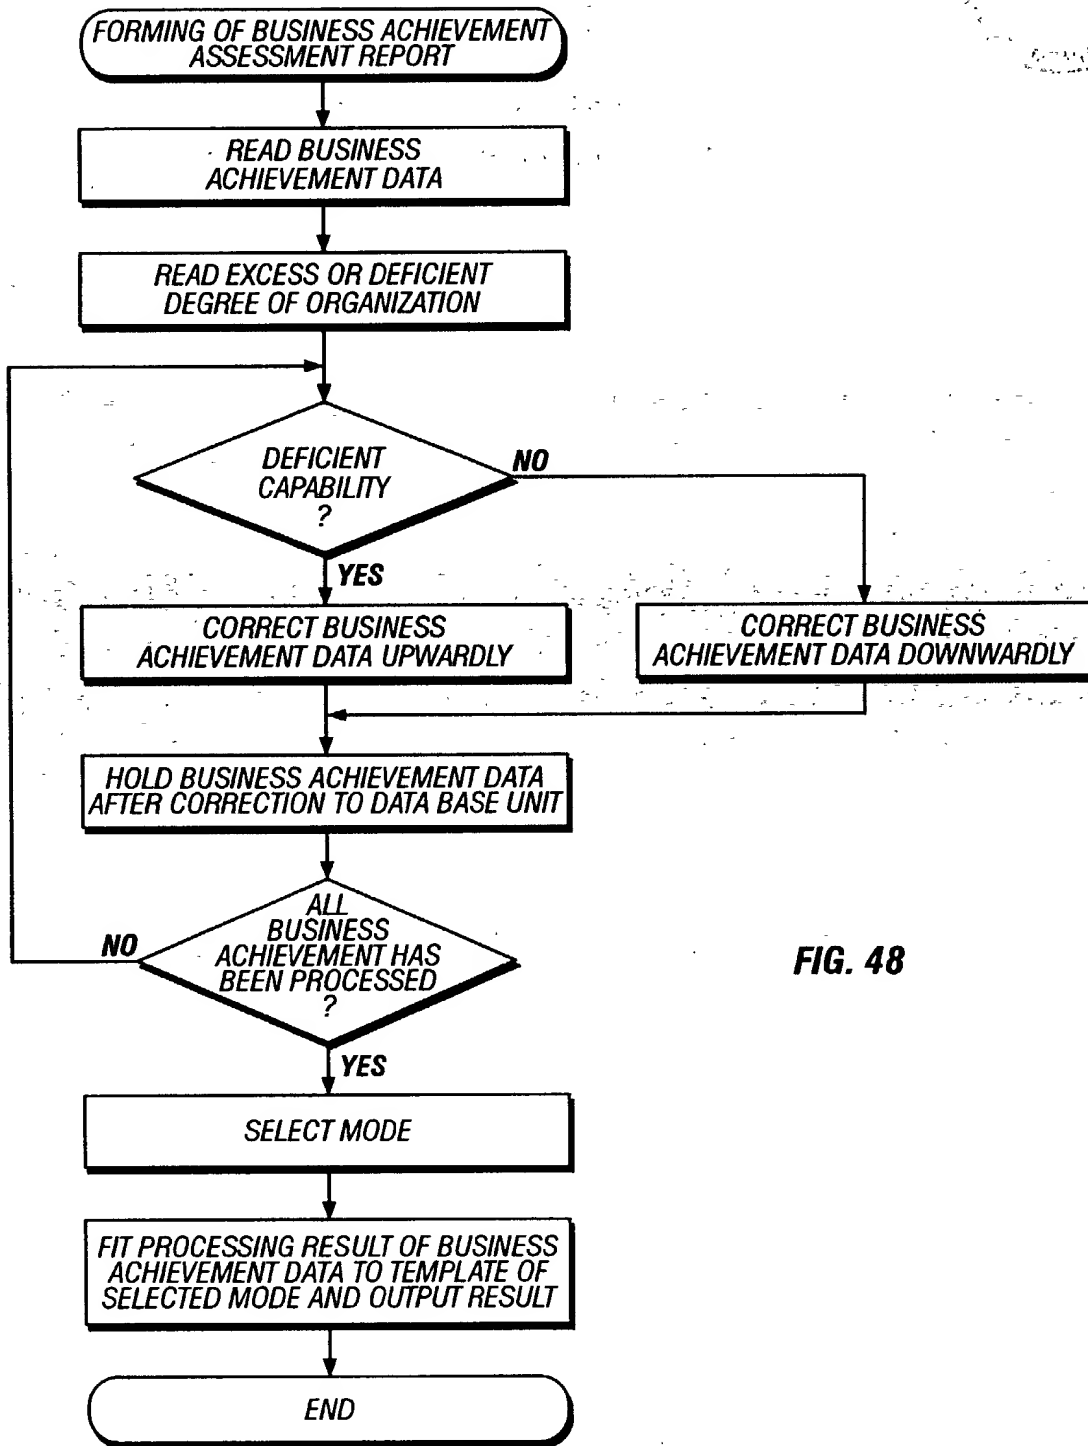 FORMING OF BUSINESS ACHIEVEMENT
ASSESSMENT REPORT
READ BUSINESS
ACHIEVEMENT DATA
READ EXCESS OR DEFICIENT
DEGREE OF ORGANIZATION
DEFICIENT
CAPABILITY
?
NO
YES
CORRECT BUSINESS
ACHIEVEMENT DATA UPWARDLY
CORRECT BUSINESS
ACHIEVEMENT DATA DOWNWARDLY
HOLD BUSINESS ACHIEVEMENT DATA
AFTER CORRECTION TO DATA BASE UNIT
ALL
BUSINESS
ACHIEVEMENT HAS
BEEN PROCESSED
?
NO
YES
FIG. 48
SELECT MODE
FIT PROCESSING RESULT OF BUSINESS
ACHIEVEMENT DATA TO TEMPLATE OF
SELECTED MODE AND OUTPUT RESULT
END